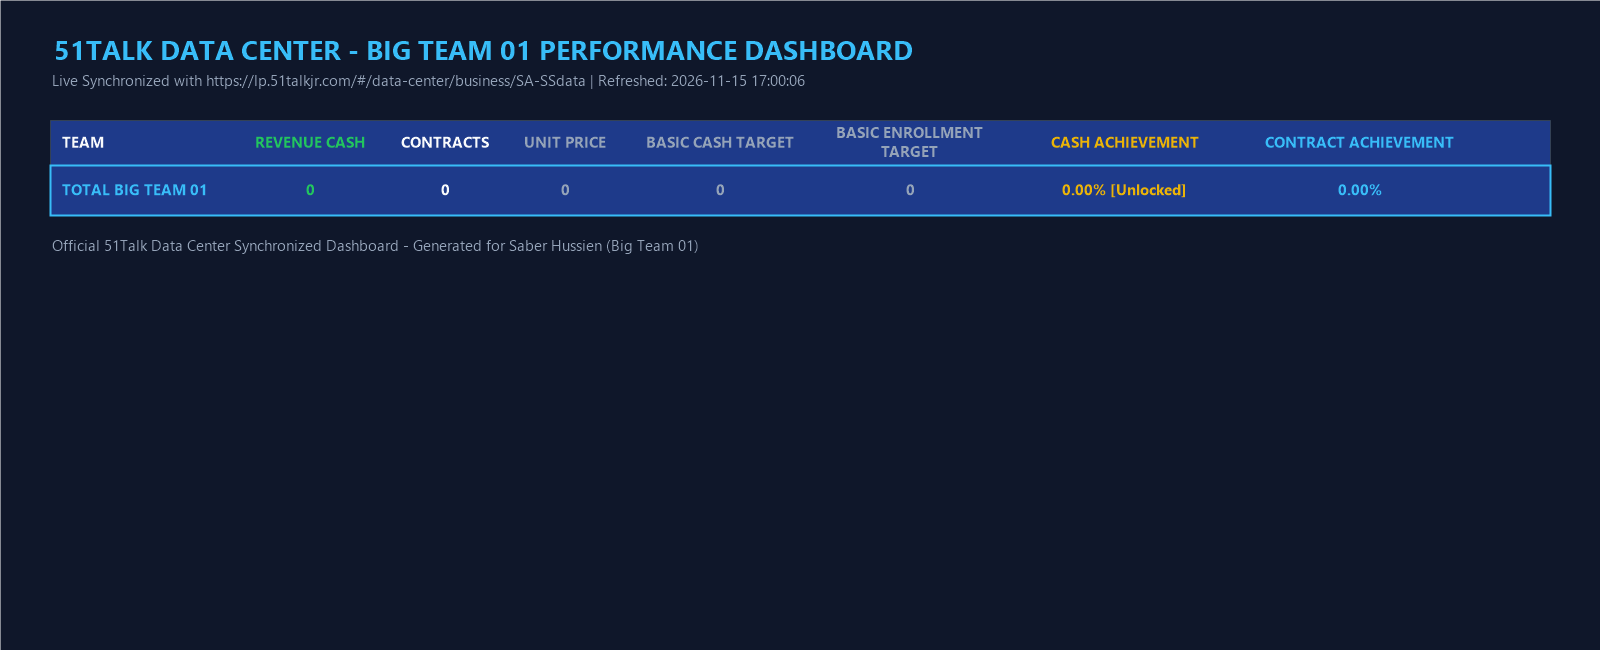 51TALK DATA CENTER - BIG TEAM 01 PERFORMANCE DASHBOARD
Live Synchronized with https://lp.51talkjr.com/#/data-center/business/SA-SSdata | Refreshed: 2026-11-15 17:00:06
TEAM REVENUE CASH CONTRACTS UNIT PRICE BASIC CASH TARGET BASIC ENROLLMENT TARGET CASH ACHIEVEMENT CONTRACT ACHIEVEMENT
TOTAL BIG TEAM 01 0 0 0 0 0 0.00% [Unlocked] 0.00%
Official 51Talk Data Center Synchronized Dashboard - Generated for Saber Hussien (Big Team 01)